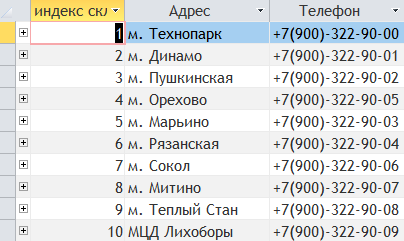 индекс скл Адрес Телефон
1 м. Технопарк +7(900)-322-90-00
2 м. Динамо +7(900)-322-90-01
3 м. Пушкинская +7(900)-322-90-02
4 м. Орехово +7(900)-322-90-05
5 м. Марьино +7(900)-322-90-03
6 м. Рязанская +7(900)-322-90-04
7 м. Сокол +7(900)-322-90-06
8 м. Митино +7(900)-322-90-07
9 м. Теплый Стан +7(900)-322-90-08
10 МЦД Лихоборы +7(900)-322-90-09